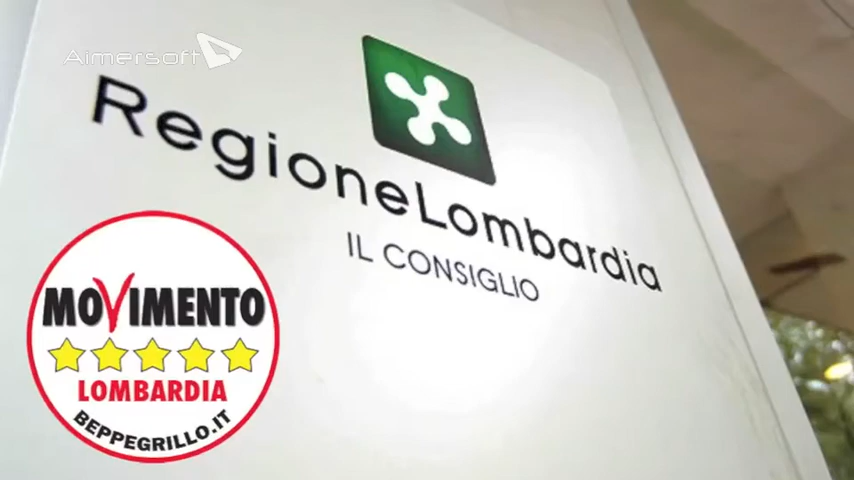 Aimersoft
RegioneLombardia
IL CONSIGLIO
MOVIMENTO
LOMBARDIA
BEPPEGRILLO.IT